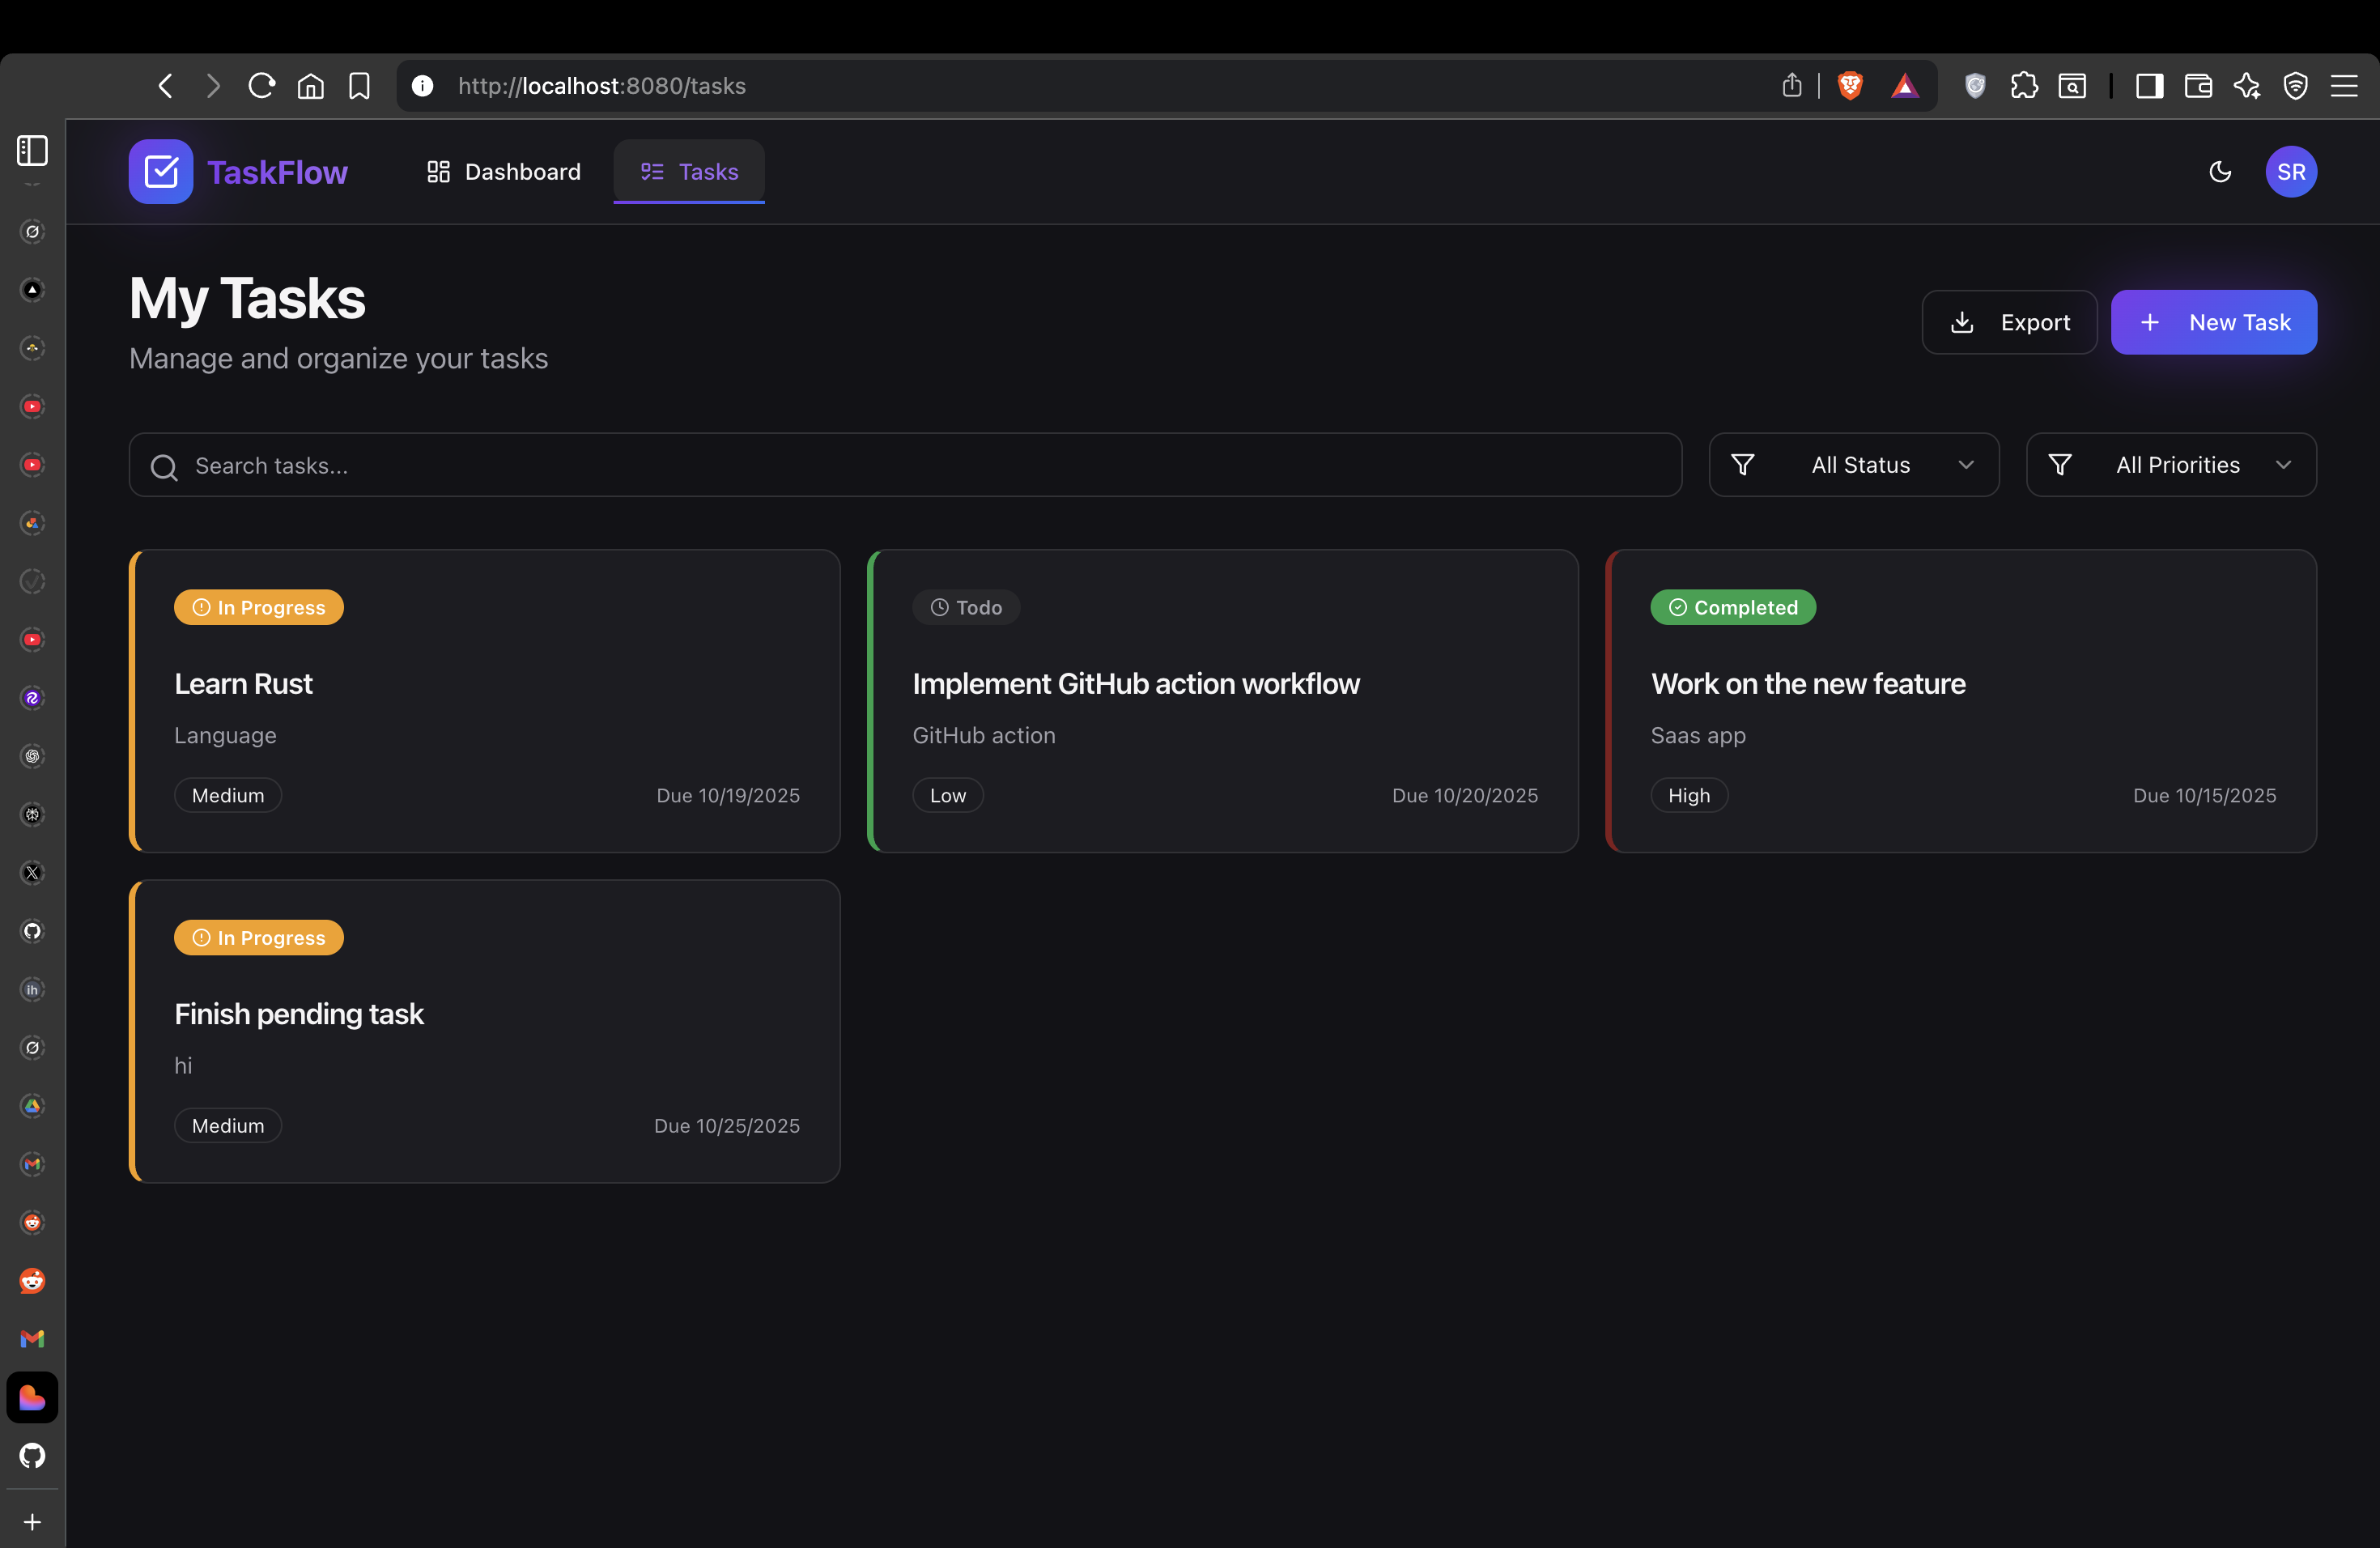 http://localhost:8080/tasks
TaskFlow
Dashboard
Tasks
SR
My Tasks
Manage and organize your tasks
Export
New Task
Search tasks...
All Status
All Priorities
In Progress
Learn Rust
Language
Medium
Due 10/19/2025
Todo
Implement GitHub action workflow
GitHub action
Low
Due 10/20/2025
Completed
Work on the new feature
Saas app
High
Due 10/15/2025
In Progress
Finish pending task
hi
Medium
Due 10/25/2025
ih